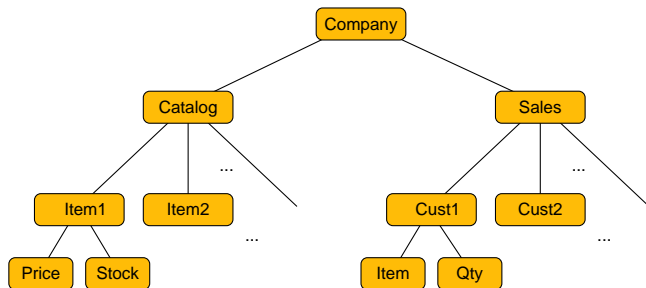 Company
Catalog Sales
... ...
Item1 Item2 Cust1 Cust2
... ...
Price Stock Item Qty